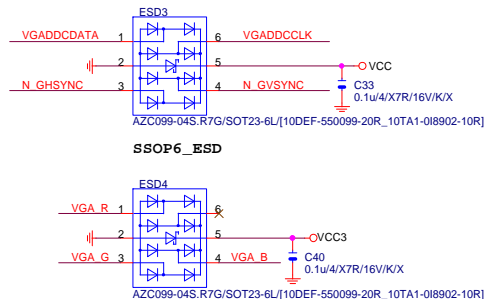 ESD3
VGADDCDATA 1 6 VGADDCCLK
2 5 VCC
N_GHSYNC 3 4 N_GVSYNC
C33
0.1u/4/X7R/16V/K/X
AZC099-04S.R7G/SOT23-6L/[10DEF-550099-20R_10TA1-0I8902-10R]
SSOP6_ESD
ESD4
VGA_R 1 6
2 5 VCC3
VGA_G 3 4 VGA_B
C40
0.1u/4/X7R/16V/K/X
AZC099-04S.R7G/SOT23-6L/[10DEF-550099-20R_10TA1-0I8902-10R]